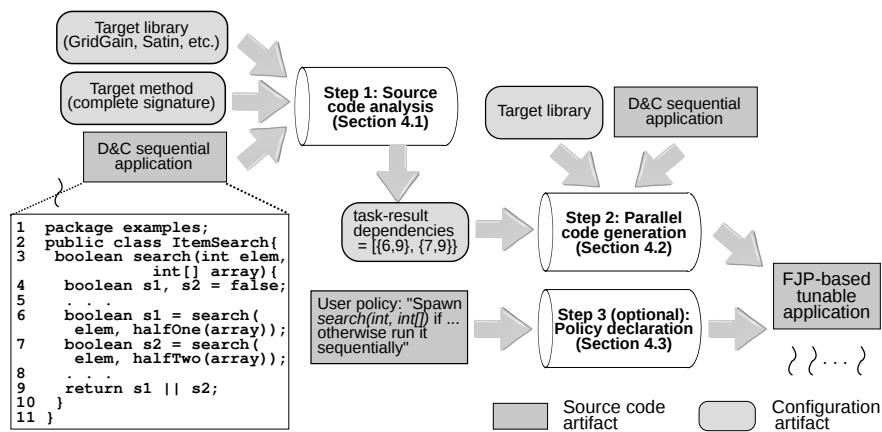 Target library
(GridGain, Satin, etc.)
Target method
(complete signature)
D&C sequential
application
Step 1: Source
code analysis
(Section 4.1)
Target library
D&C sequential
application
task-result
dependencies
= [{6,9}, {7,9}}
Step 2: Parallel
code generation
(Section 4.2)
User policy: "Spawn
search(int, int[]) if ...
otherwise run it
sequentially"
Step 3 (optional):
Policy declaration
(Section 4.3)
FJP-based
tunable
application
1 package examples;
2 public class ItemSearch{
3 boolean search(int elem,
int[] array){
4 boolean s1, s2 = false;
5 . . .
6 boolean s1 = search(
elem, halfOne(array));
7 boolean s2 = search(
elem, halfTwo(array));
8 . . .
9 return s1 || s2;
10 }
11 }
Source code
artifact
Configuration
artifact